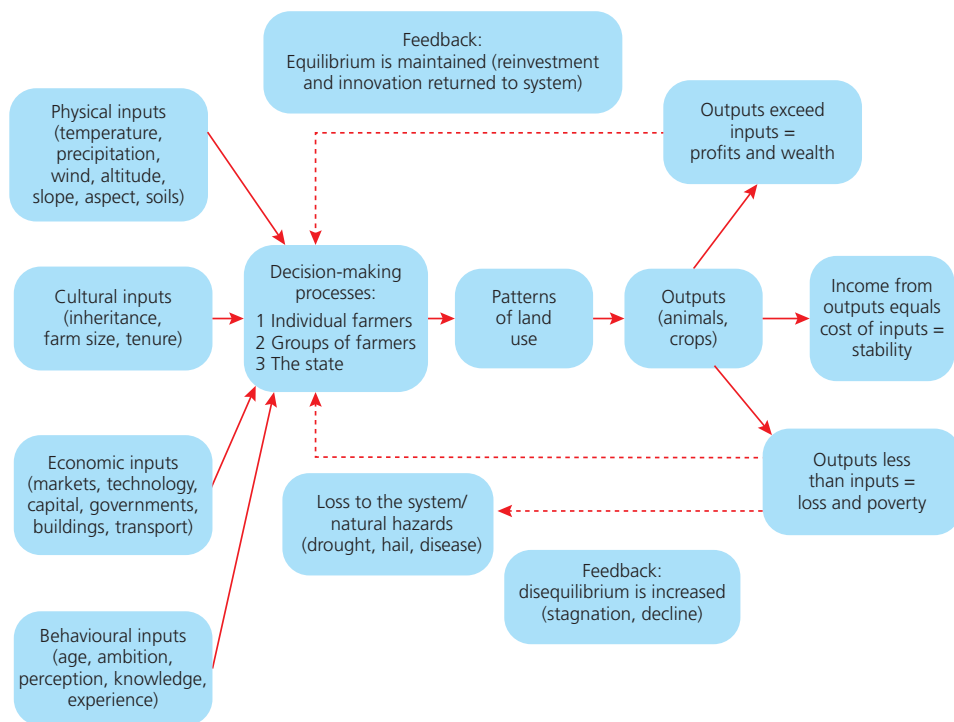 Feedback:
Equilibrium is maintained (reinvestment
and innovation returned to system)
Physical inputs
(temperature,
precipitation,
wind, altitude,
slope, aspect, soils)
Outputs exceed
inputs =
profits and wealth
Cultural inputs
(inheritance,
farm size, tenure)
Decision-making
processes:
1 Individual farmers
2 Groups of farmers
3 The state
Patterns
of land
use
Outputs
(animals,
crops)
Income from
outputs equals
cost of inputs =
stability
Economic inputs
(markets, technology,
capital, governments,
buildings, transport)
Loss to the system/
natural hazards
(drought, hail, disease)
Outputs less
than inputs =
loss and poverty
Feedback:
disequilibrium is increased
(stagnation, decline)
Behavioural inputs
(age, ambition,
perception, knowledge,
experience)